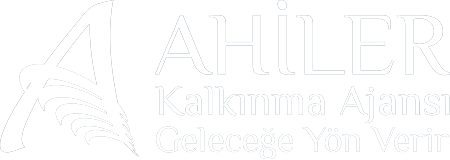 AHİLER
Kalkınma Ajansı
Geleceğe Yön Verir